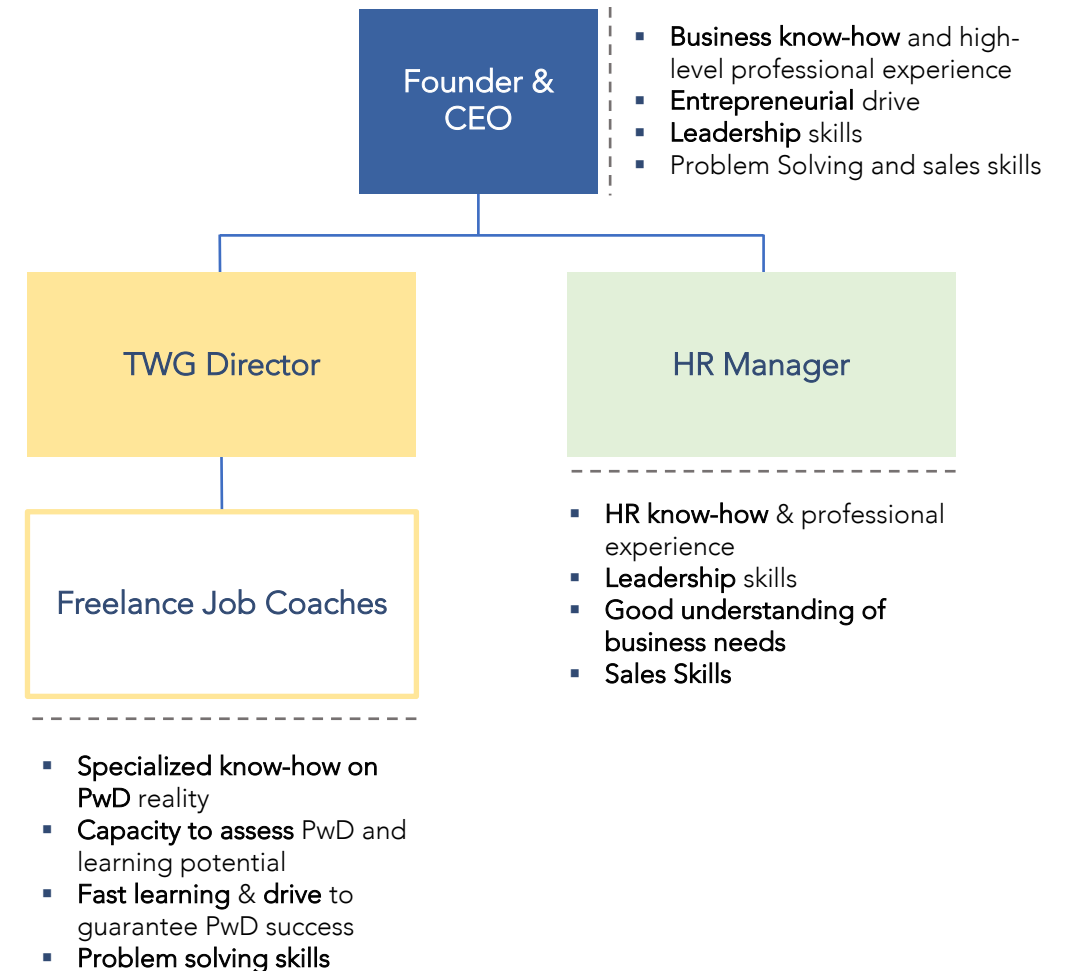 Founder &
CEO
▪ Business know-how and high-
level professional experience
▪ Entrepreneurial drive
▪ Leadership skills
▪ Problem Solving and sales skills
TWG Director
HR Manager
Freelance Job Coaches
▪ HR know-how & professional
experience
▪ Leadership skills
▪ Good understanding of
business needs
▪ Sales Skills
▪ Specialized know-how on
PwD reality
▪ Capacity to assess PwD and
learning potential
▪ Fast learning & drive to
guarantee PwD success
▪ Problem solving skills